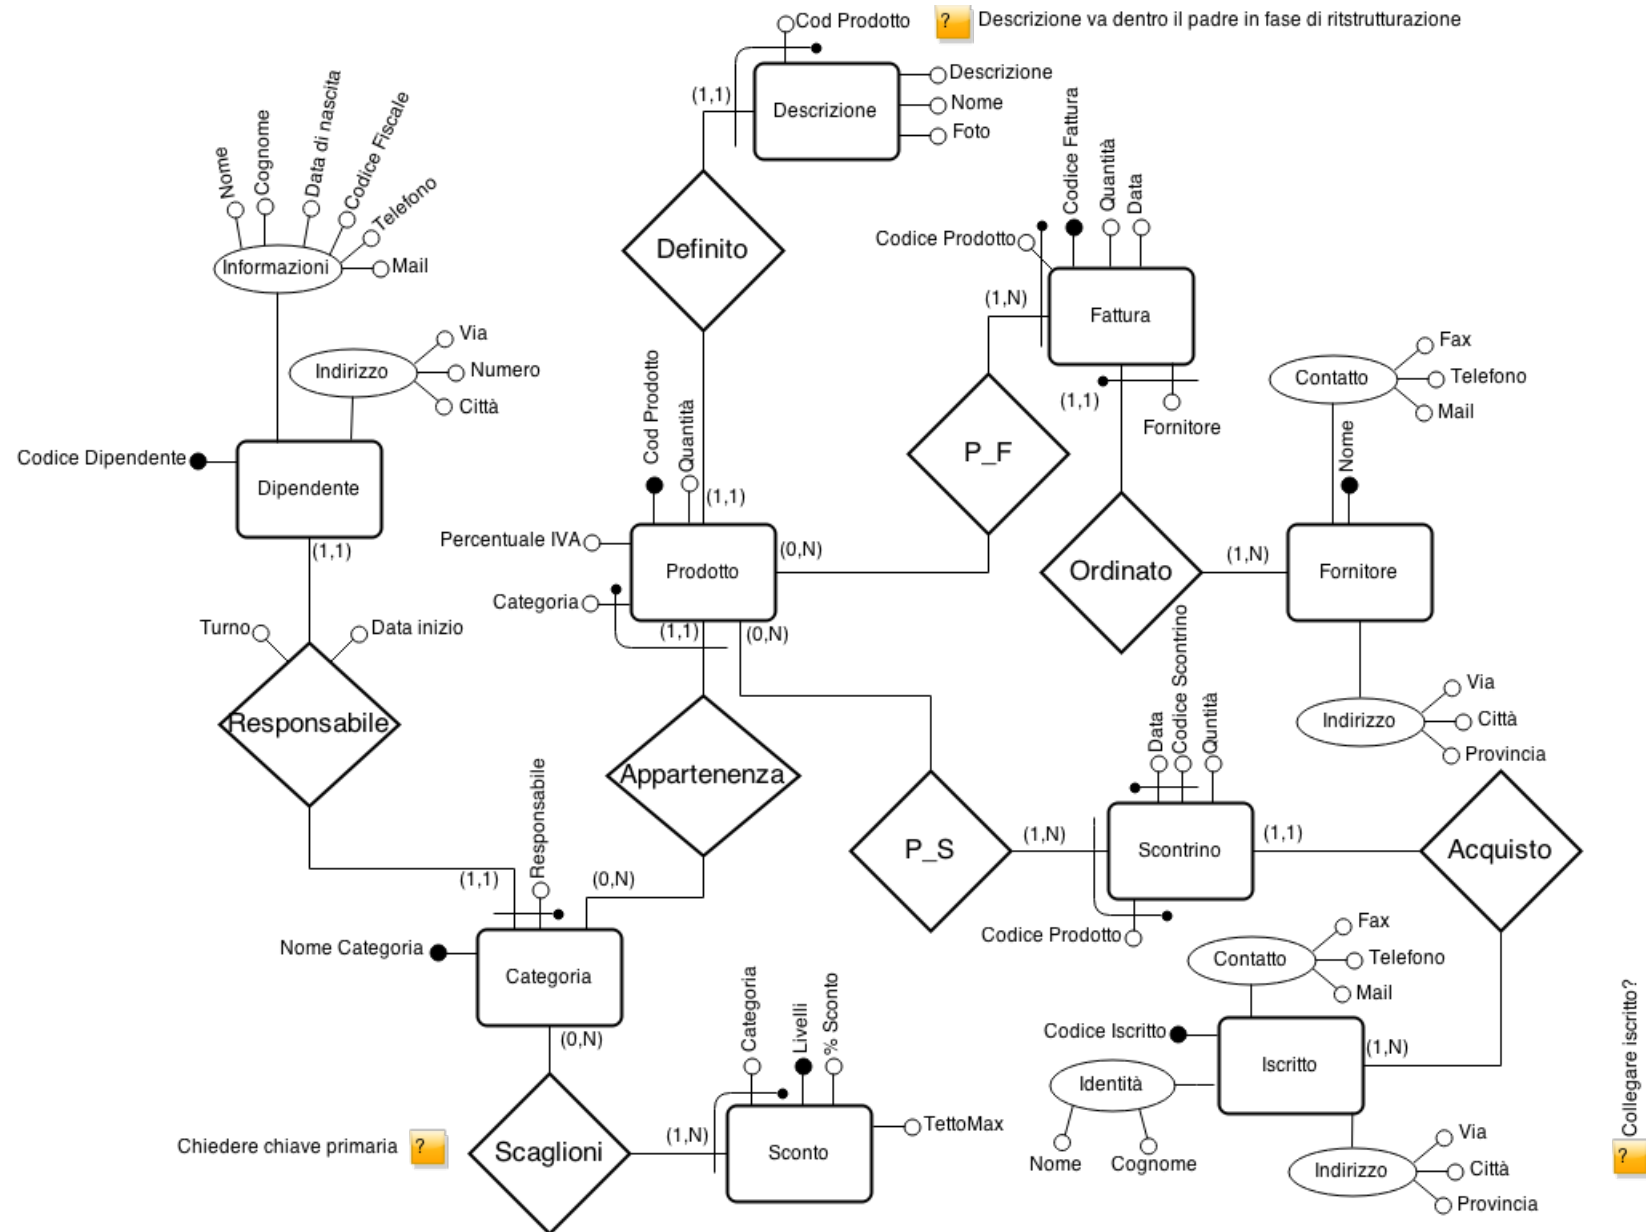 Cod Prodotto
? Descrizione va dentro il padre in fase di ritstrutturazione
Descrizione
Descrizione
Nome
Foto
(1,1)
Definito
Nome
Cognome
Data di nascita
Codice Fiscale
Telefono
Mail
Informazioni
Via
Numero
Città
Indirizzo
Codice Dipendente
Dipendente
(1,1)
Codice Prodotto
Codice Fattura
Quantità
Data
Fattura
(1,N)
(1,1)
Fornitore
P_F
Fax
Telefono
Mail
Contatto
Nome
Cod Prodotto
Quantità
(1,1)
Percentuale IVA
Prodotto
(0,N)
Categoria
(1,1)
(0,N)
Ordinato
(1,N)
Fornitore
Indirizzo
Via
Città
Provincia
Turno
Data inizio
Responsabile
Appartenenza
P_S
(1,N)
Data
Codice Scontrino
Quntità
Scontrino
(1,1)
Acquisto
Codice Prodotto
(1,1)
Responsabile
(0,N)
Nome Categoria
Categoria
(0,N)
Chiedere chiave primaria ?
Scaglioni
(1,N)
Categoria
Livelli
% Sconto
Sconto
TettoMax
Fax
Telefono
Mail
Contatto
Codice Iscritto
Iscritto
(1,N)
Identità
Nome
Cognome
Indirizzo
Via
Città
Provincia
? Collegare iscritto?